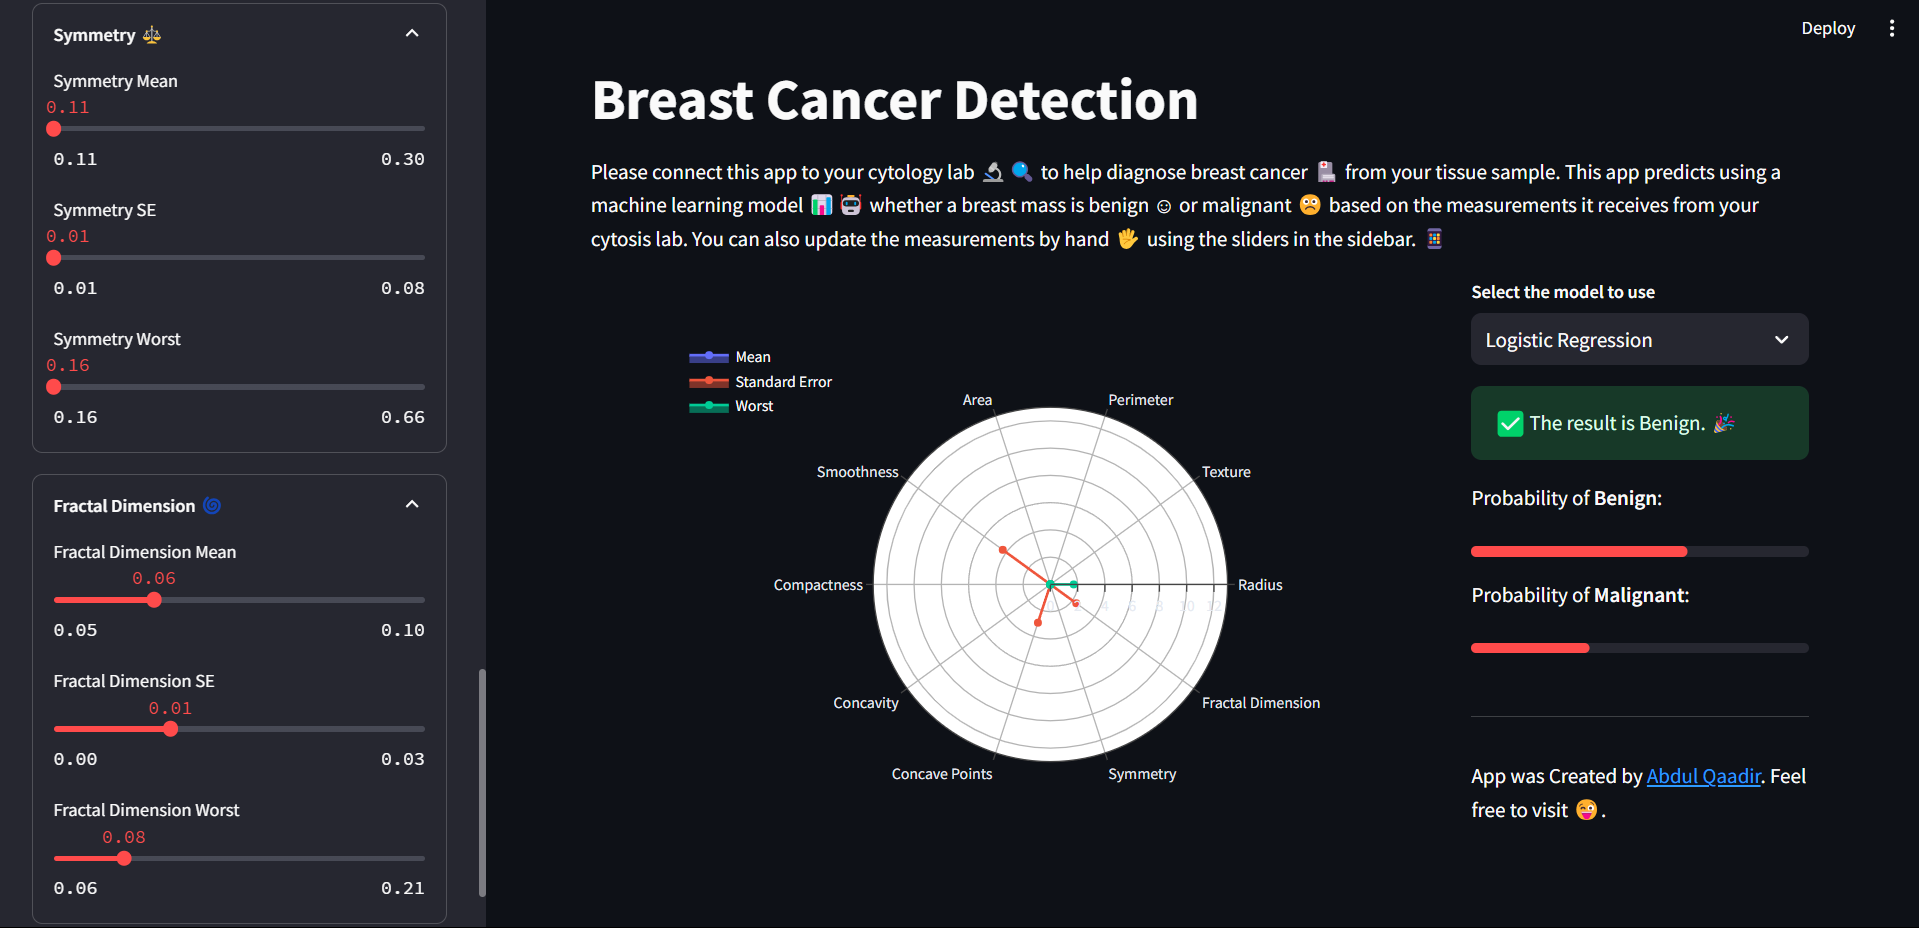 Symmetry ⚖️
Symmetry Mean
0.11
0.11 0.30
Symmetry SE
0.01
0.01 0.08
Symmetry Worst
0.16
0.16 0.66
Fractal Dimension 🌀
Fractal Dimension Mean
0.06
0.05 0.10
Fractal Dimension SE
0.01
0.00 0.03
Fractal Dimension Worst
0.08
0.06 0.21
Deploy
Breast Cancer Detection
Please connect this app to your cytology lab 🔬 🔍 to help diagnose breast cancer 🏥 from your tissue sample. This app predicts using a
machine learning model 📊 🤖 whether a breast mass is benign ☺ or malignant 😟 based on the measurements it receives from your
cytosis lab. You can also update the measurements by hand 🖐 using the sliders in the sidebar. 🎚
Mean
Standard Error
Worst
Area
Perimeter
Smoothness
Texture
Compactness
Radius
0 2 4 6 8 10 12
Concavity
Fractal Dimension
Concave Points
Symmetry
Select the model to use
Logistic Regression
✅ The result is Benign. 🎉
Probability of Benign:
Probability of Malignant:
App was Created by Abdul Qaadir. Feel
free to visit 😜 .